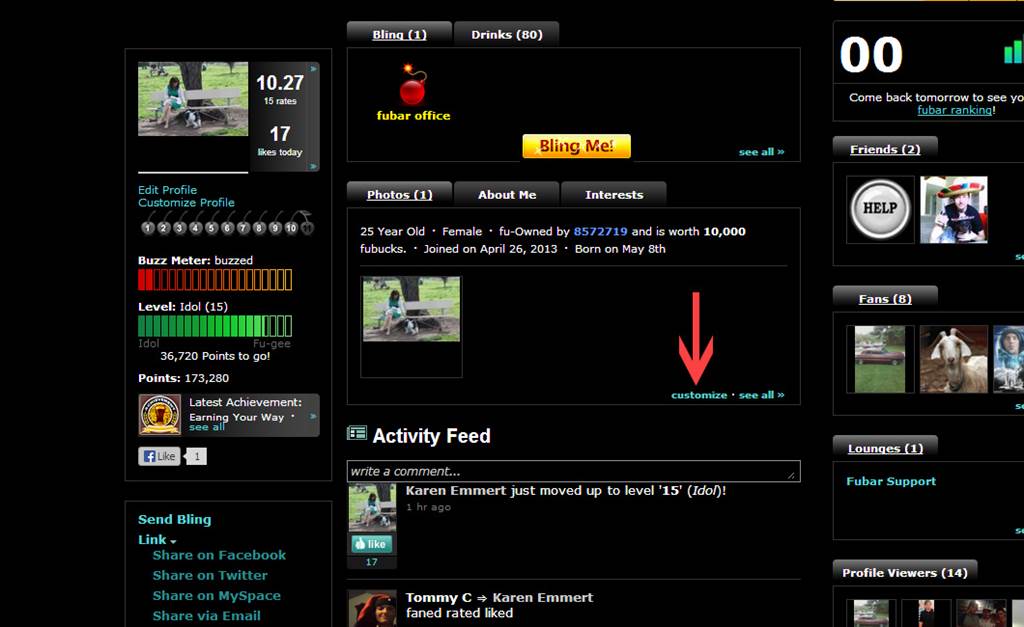 10.27
15 rates
17
likes today
Edit Profile
Customize Profile
1 2 3 4 5 6 7 8 9 10 11
Buzz Meter: buzzed
Level: Idol (15)
Idol Fu-gee
36,720 Points to go!
Points: 173,280
ACHIEVEMENT
Latest Achievement:
Earning Your Way ·
see all
Like 1
Send Bling
Link
Share on Facebook
Share on Twitter
Share on MySpace
Share via Email
Bling (1) Drinks (80)
fubar office
Bling Me!
see all »
Photos (1) About Me Interests
25 Year Old · Female · fu-Owned by 8572719 and is worth 10,000
fubucks. · Joined on April 26, 2013 · Born on May 8th
customize · see all »
Activity Feed
write a comment...
Karen Emmert just moved up to level '15' (Idol)!
1 hr ago
like
17
Tommy C ⇒ Karen Emmert
faned rated liked
00
Come back tomorrow to see yo
fubar ranking!
Friends (2)
HELP
se
Fans (8)
se
Lounges (1)
Fubar Support
se
Profile Viewers (14)